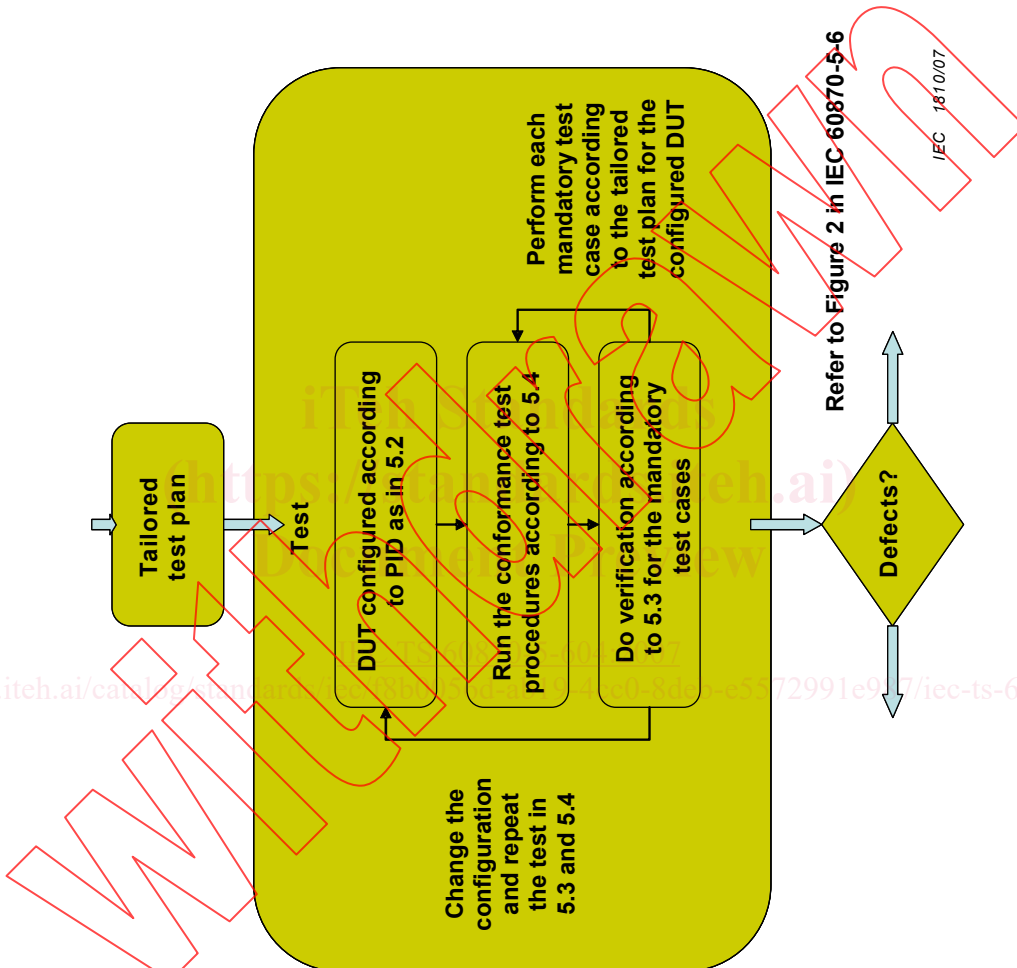 Tailored
test plan
Test
DUT configured according
to PID as in 5.2
Run the conformance test
procedures according to 5.4
Do verification according
to 5.3 for the mandatory
test cases
Perform each
mandatory test
case according
to the tailored
test plan for the
configured DUT
Change the
configuration
and repeat
the test in
5.3 and 5.4
Defects?
Refer to Figure 2 in IEC 60870-5-6
IEC 1810/07
iTeh Standards
(https://standards.iteh.ai)
Document Preview
Withdrawn